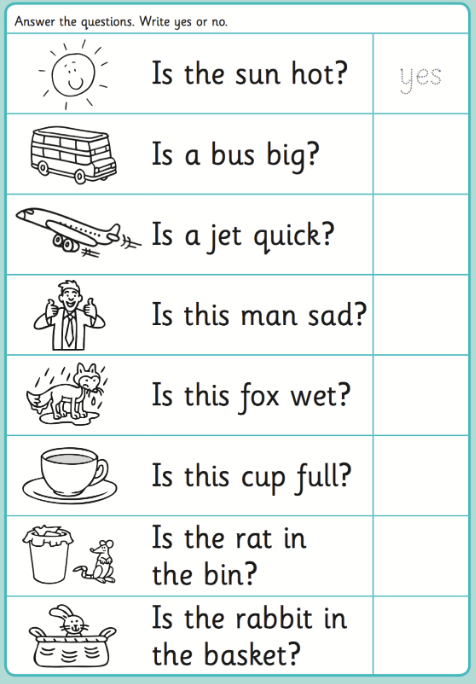 Answer the questions. Write yes or no.
Is the sun hot?
yes
Is a bus big?
Is a jet quick?
Is this man sad?
Is this fox wet?
Is this cup full?
Is the rat in
the bin?
Is the rabbit in
the basket?